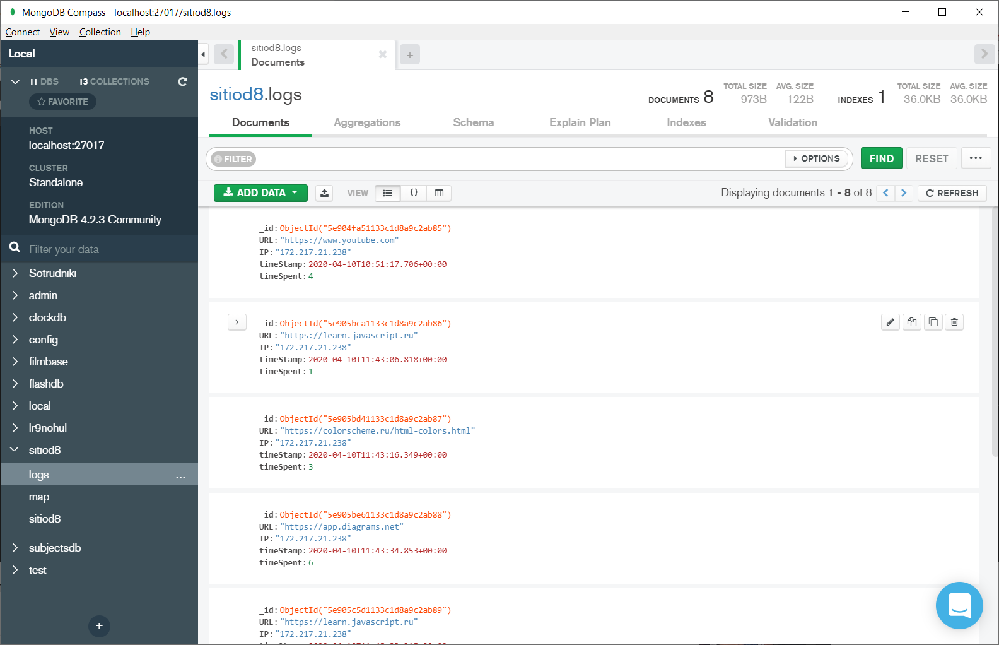 MongoDB Compass - localhost:27017/sitiod8.logs
Connect View Collection Help
Local
11 DBS 13 COLLECTIONS
FAVORITE
HOST
localhost:27017
CLUSTER
Standalone
EDITION
MongoDB 4.2.3 Community
Filter your data
Sotrudniki
admin
clockdb
config
filmbase
flashdb
local
lr9nohul
sitiod8
logs ...
map
sitiod8
subjectsdb
test
+
sitiod8.logs
Documents
+
sitiod8.logs
DOCUMENTS 8 TOTAL SIZE 973B AVG. SIZE 122B INDEXES 1 TOTAL SIZE 36.0KB AVG. SIZE 36.0KB
Documents Aggregations Schema Explain Plan Indexes Validation
FILTER OPTIONS FIND RESET ...
ADD DATA VIEW {} Displaying documents 1 - 8 of 8 REFRESH
_id: ObjectId("5e904fa51133c1d8a9c2ab85")
URL: "https://www.youtube.com"
IP: "172.217.21.238"
timeStamp: 2020-04-10T10:51:17.706+00:00
timeSpent: 4
_id: ObjectId("5e905bca1133c1d8a9c2ab86")
URL: "https://learn.javascript.ru"
IP: "172.217.21.238"
timeStamp: 2020-04-10T11:43:06.818+00:00
timeSpent: 1
_id: ObjectId("5e905bd41133c1d8a9c2ab87")
URL: "https://colorscheme.ru/html-colors.html"
IP: "172.217.21.238"
timeStamp: 2020-04-10T11:43:16.349+00:00
timeSpent: 3
_id: ObjectId("5e905be61133c1d8a9c2ab88")
URL: "https://app.diagrams.net"
IP: "172.217.21.238"
timeStamp: 2020-04-10T11:43:34.853+00:00
timeSpent: 6
_id: ObjectId("5e905c5d1133c1d8a9c2ab89")
URL: "https://learn.javascript.ru"
IP: "172.217.21.238"